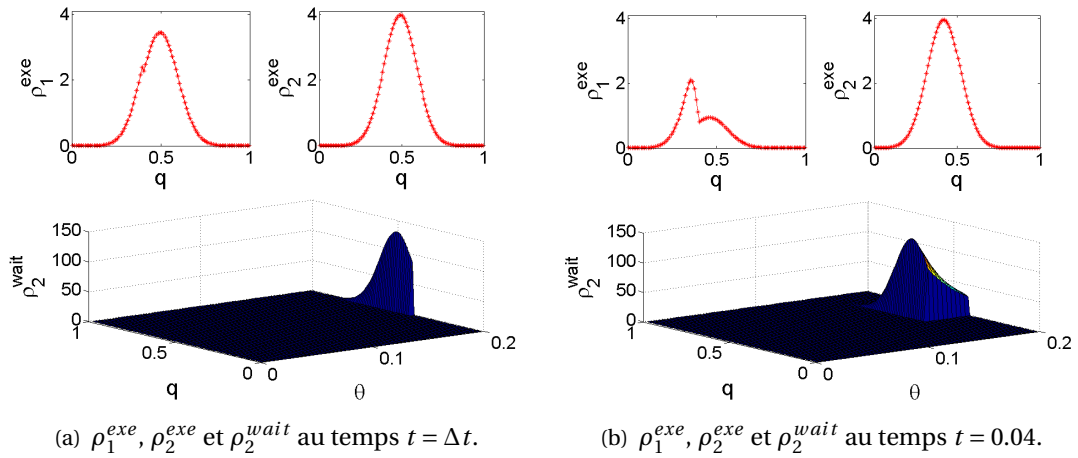 4
2
0
0
0.5
1
q
ρ₁^exe
4
2
0
0
0.5
1
q
ρ₂^exe
150
100
50
0
ρ₂^wait
1
0.5
0
q
0
0.1
0.2
θ
(a) ρ₁^exe, ρ₂^exe et ρ₂^wait au temps t = Δt.
4
2
0
0
0.5
1
q
ρ₁^exe
4
2
0
0
0.5
1
q
ρ₂^exe
150
100
50
0
ρ₂^wait
1
0.5
0
q
0
0.1
0.2
θ
(b) ρ₁^exe, ρ₂^exe et ρ₂^wait au temps t = 0.04.